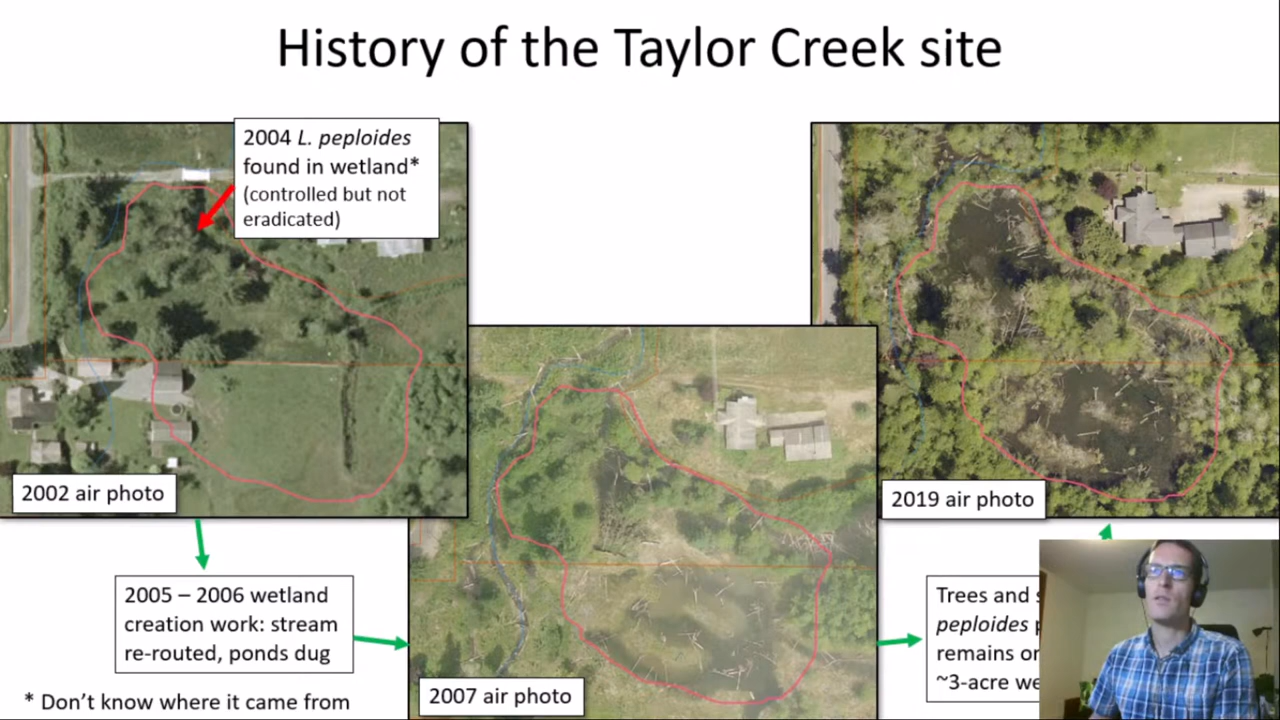 History of the Taylor Creek site
2004 L. peploides
found in wetland*
(controlled but not
eradicated)
2002 air photo
2005 – 2006 wetland
creation work: stream
re-routed, ponds dug
* Don't know where it came from
2007 air photo
2019 air photo
Trees and
peploides
remains
~3-acre